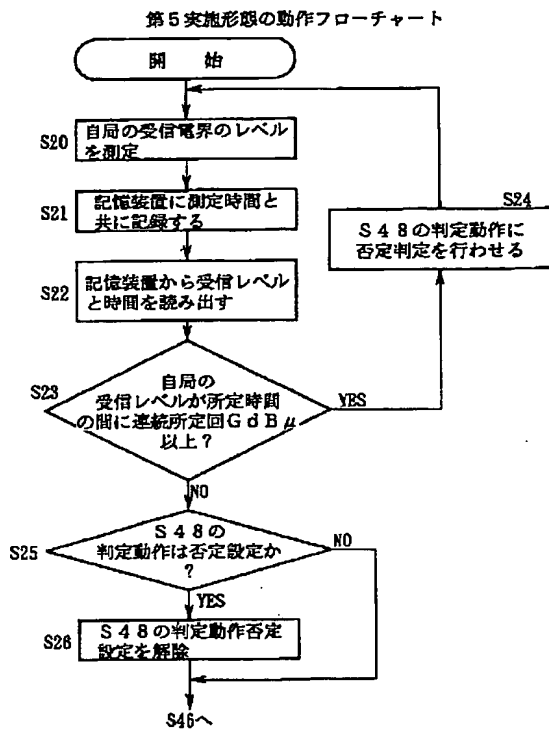 第5実施形態の動作フローチャート
開　始
S20
自局の受信電界のレベル
を測定
S21
記憶装置に測定時間と
共に記録する
S22
記憶装置から受信レベル
と時間を読み出す
S23
自局の
受信レベルが所定時間
の間に連続所定回GdBμ
以上？
YES
S24
S48の判定動作に
否定判定を行わせる
NO
S25
S48の
判定動作は否定設定か
？
NO
YES
S26
S48の判定動作否定
設定を解除
S46へ